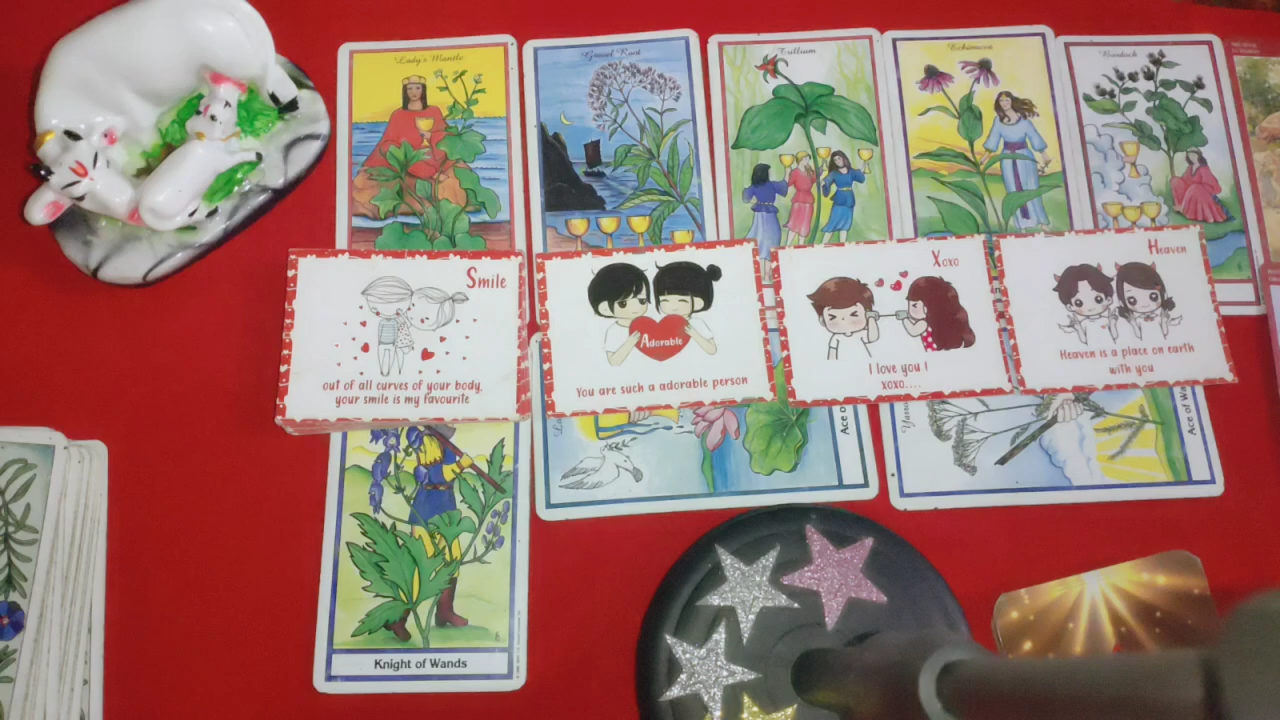 Lady's Mantle
Gravel Root
Trillium
Echinacea
Burdock
Smile
out of all curves of your body,
your smile is my favourite
Adorable
You are such a adorable person
Xoxo
I love you !
xoxo....
Heaven
Heaven is a place on earth
with you
Ace o
Ace of Wa
Knight of Wands